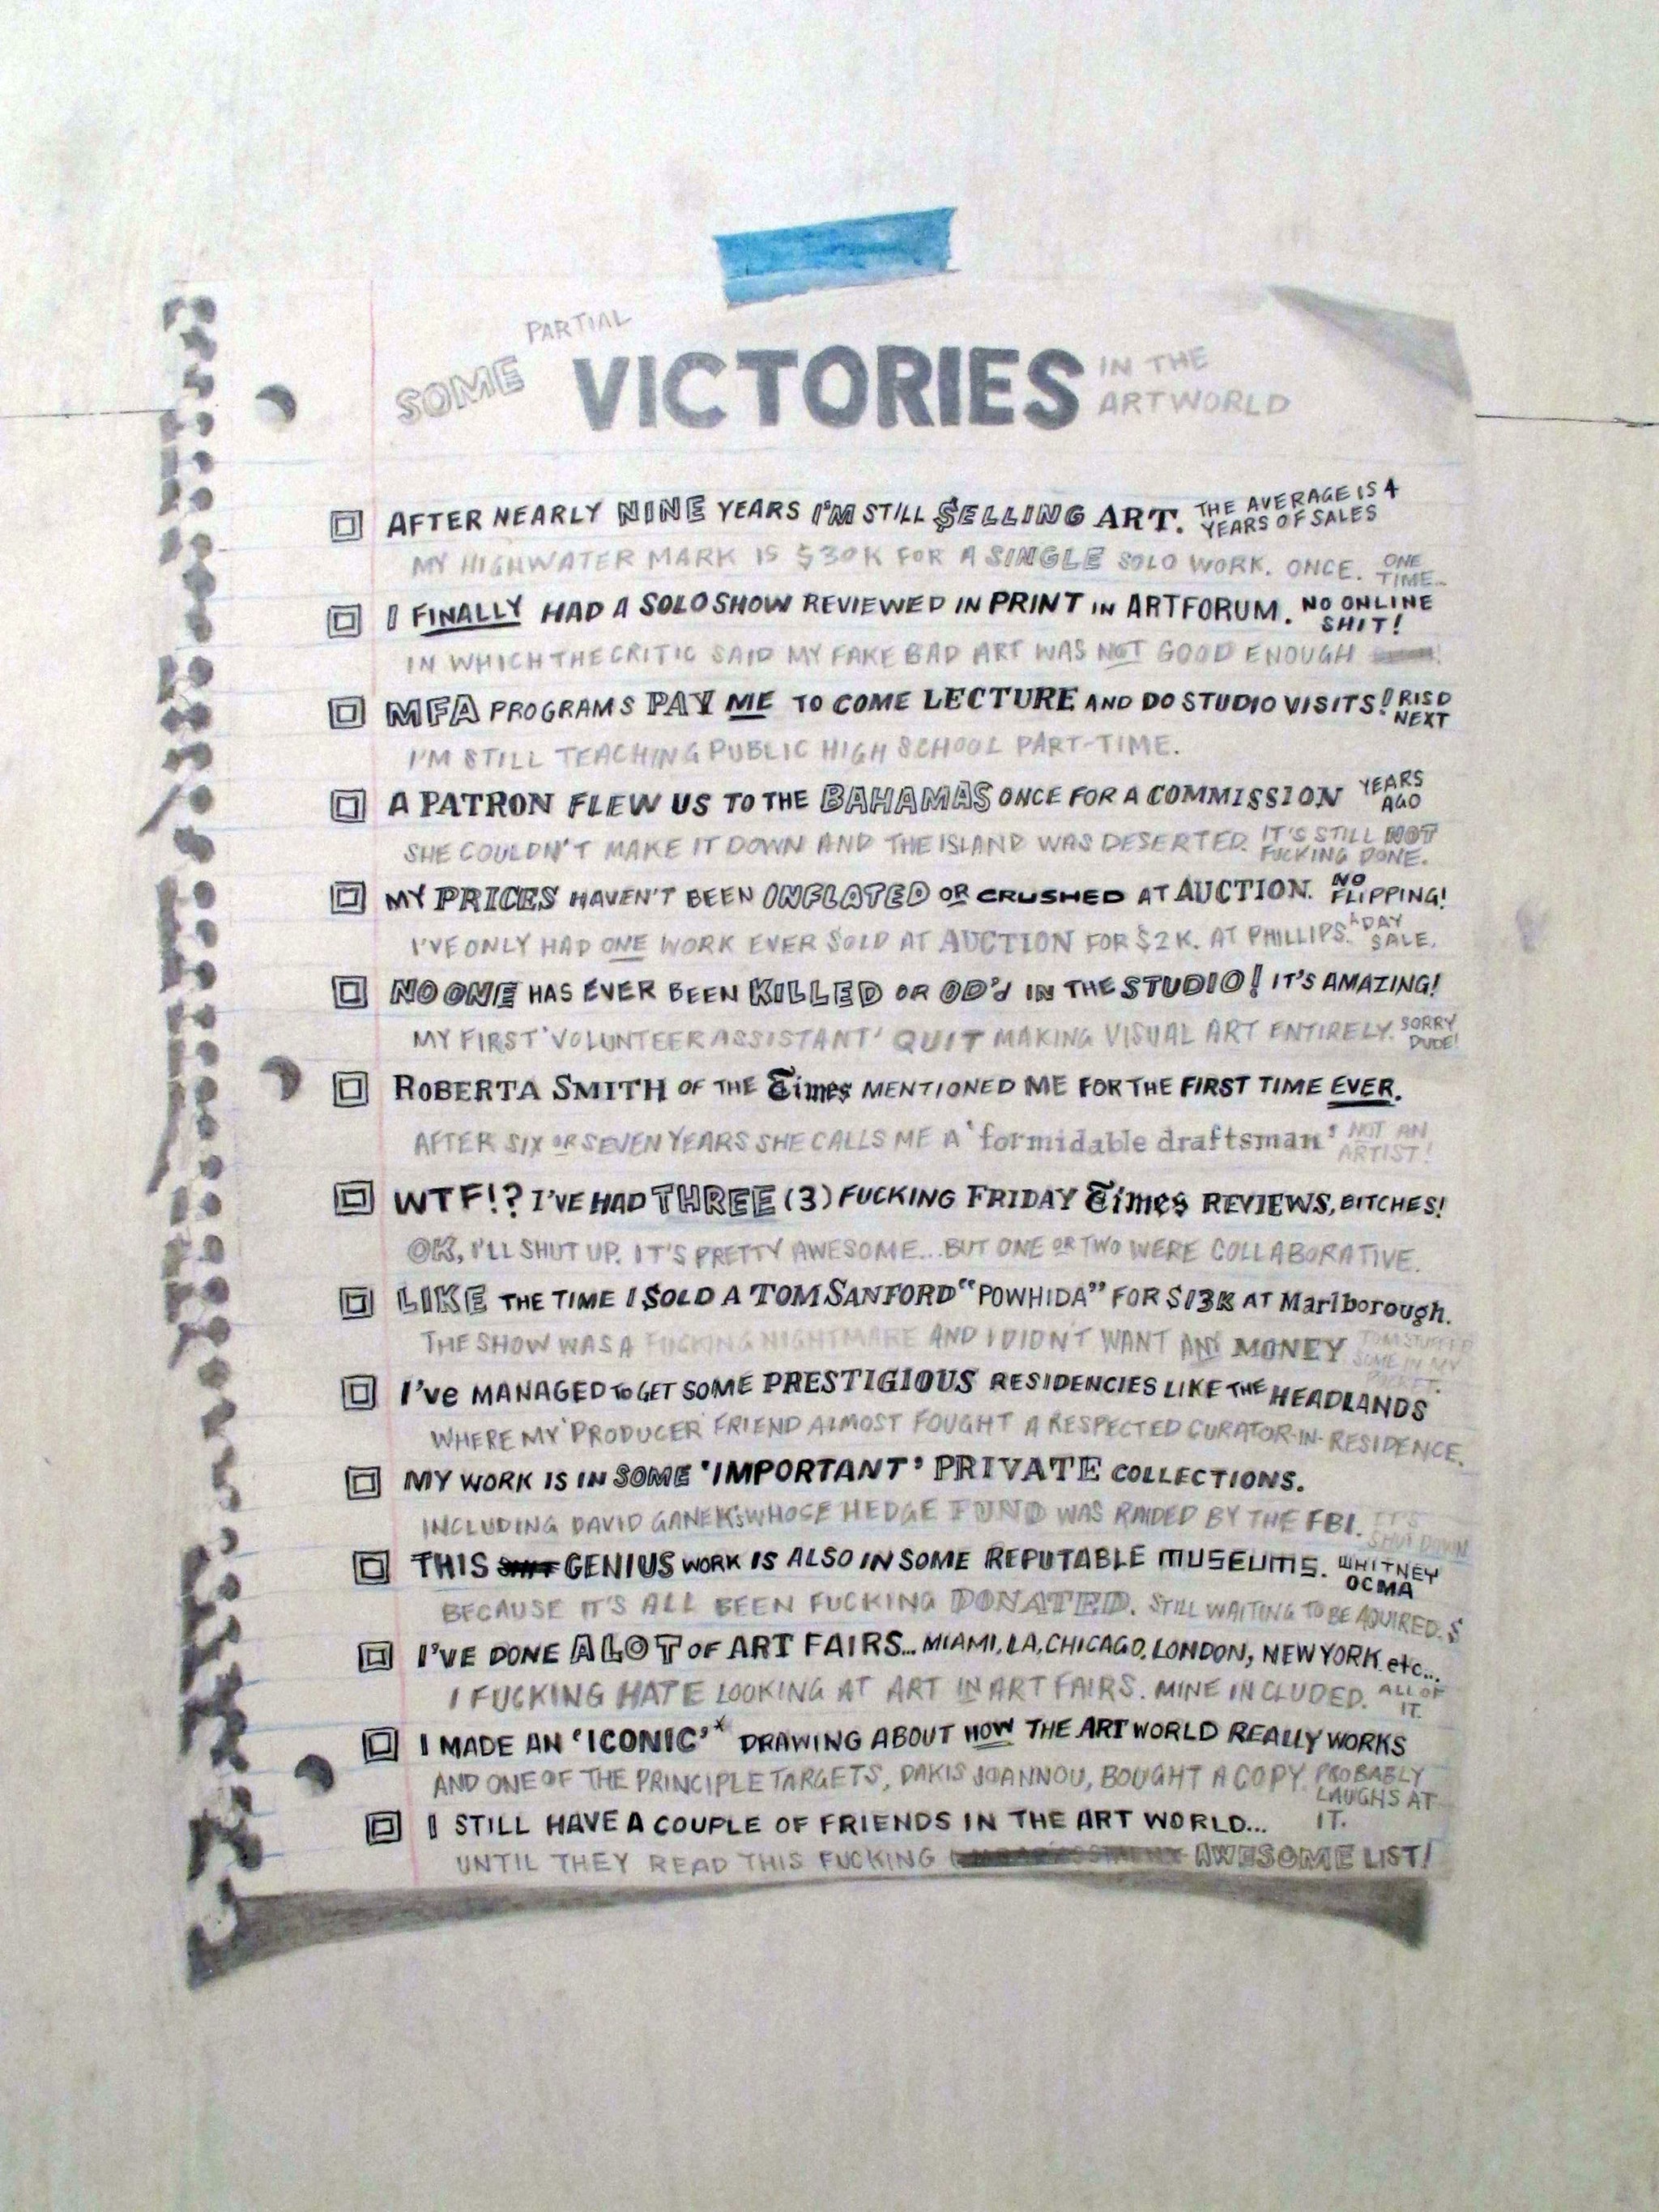 PARTIAL
SOME VICTORIES IN THE ARTWORLD
AFTER NEARLY NINE YEARS I'M STILL $ELLING ART. THE AVERAGE IS 4 YEARS OF SALES
MY HIGHWATER MARK IS $30K FOR A SINGLE SOLO WORK. ONCE. ONE TIME...
I FINALLY HAD A SOLO SHOW REVIEWED IN PRINT IN ARTFORUM. NO ONLINE SHIT!
IN WHICH THE CRITIC SAID MY FAKE BAD ART WAS NOT GOOD ENOUGH
MFA PROGRAMS PAY ME TO COME LECTURE AND DO STUDIO VISITS! RISD NEXT
I'M STILL TEACHING PUBLIC HIGH SCHOOL PART-TIME.
A PATRON FLEW US TO THE BAHAMAS ONCE FOR A COMMISSION YEARS AGO
SHE COULDN'T MAKE IT DOWN AND THE ISLAND WAS DESERTED. IT'S STILL NOT FUCKING DONE.
MY PRICES HAVEN'T BEEN INFLATED OR CRUSHED AT AUCTION. NO FLIPPING!
I'VE ONLY HAD ONE WORK EVER $OLD AT AUCTION FOR $2K. AT PHILLIPS. A DAY SALE.
NO ONE HAS EVER BEEN KILLED OR OD'd IN THE STUDIO! IT'S AMAZING!
MY FIRST 'VOLUNTEER ASSISTANT' QUIT MAKING VISUAL ART ENTIRELY. SORRY DUDE!
ROBERTA SMITH OF THE Times MENTIONED ME FOR THE FIRST TIME EVER.
AFTER SIX OR SEVEN YEARS SHE CALLS ME A 'formidable draftsman' NOT AN ARTIST!
WTF!? I'VE HAD THREE (3) FUCKING FRIDAY Times REVIEWS, BITCHES!
OK, I'LL SHUT UP. IT'S PRETTY AWESOME...BUT ONE OR TWO WERE COLLABORATIVE.
LIKE THE TIME I $OLD A TOM SANFORD "POWHIDA" FOR $13K AT Marlborough.
THE SHOW WAS A FUCKING NIGHTMARE AND I DIDN'T WANT ANY MONEY TOM STUFFED SOME IN MY POCKET.
I've MANAGED TO GET SOME PRESTIGIOUS RESIDENCIES LIKE THE HEADLANDS
WHERE MY 'PRODUCER' FRIEND ALMOST FOUGHT A RESPECTED CURATOR-IN-RESIDENCE.
MY WORK IS IN SOME 'IMPORTANT' PRIVATE COLLECTIONS.
INCLUDING DAVID GANEK'S WHOSE HEDGE FUND WAS RAIDED BY THE FBI. IT'S SHUT DOWN
THIS SHIT GENIUS WORK IS ALSO IN SOME REPUTABLE MUSEUMS. WHITNEY OCMA
BECAUSE IT'S ALL BEEN FUCKING DONATED. STILL WAITING TO BE AQUIRED. $
I'VE DONE A LOT OF ART FAIRS... MIAMI, LA, CHICAGO, LONDON, NEW YORK etc...
I FUCKING HATE LOOKING AT ART IN ART FAIRS. MINE INCLUDED. ALL OF IT.
I MADE AN 'ICONIC'* DRAWING ABOUT HOW THE ART WORLD REALLY WORKS
AND ONE OF THE PRINCIPLE TARGETS, DAKIS JOANNOU, BOUGHT A COPY. PROBABLY LAUGHS AT IT.
I STILL HAVE A COUPLE OF FRIENDS IN THE ART WORLD...
UNTIL THEY READ THIS FUCKING AWESOME LIST!